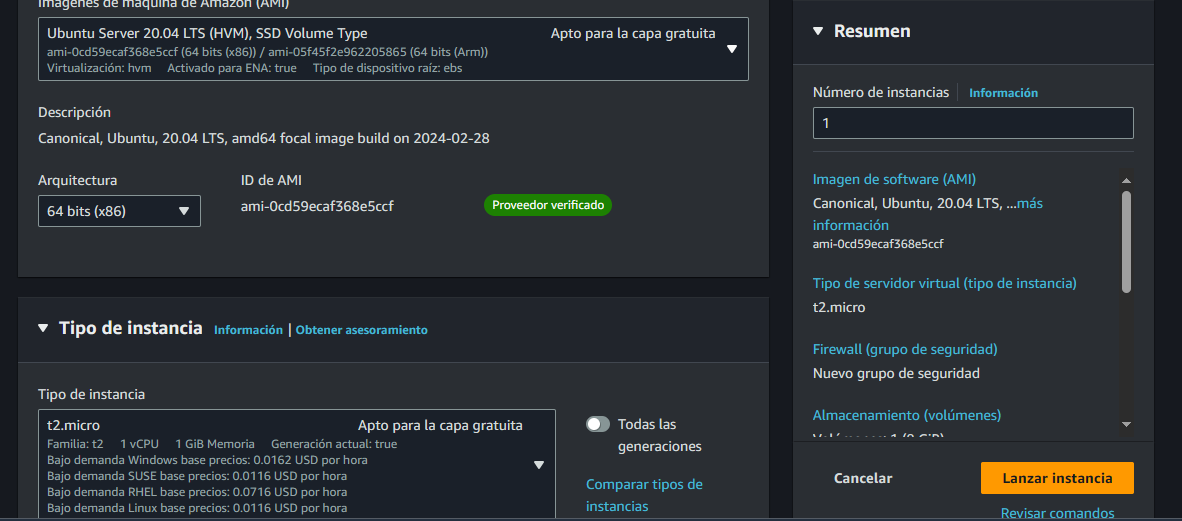 Imágenes de máquina de Amazon (AMI)
Ubuntu Server 20.04 LTS (HVM), SSD Volume Type
Apto para la capa gratuita
ami-0cd59ecaf368e5ccf (64 bits (x86)) / ami-05f45f2e962205865 (64 bits (Arm))
Virtualización: hvm Activado para ENA: true Tipo de dispositivo raíz: ebs
Descripción
Canonical, Ubuntu, 20.04 LTS, amd64 focal image build on 2024-02-28
Arquitectura
ID de AMI
64 bits (x86)
ami-0cd59ecaf368e5ccf
Proveedor verificado
Tipo de instancia
Información | Obtener asesoramiento
Tipo de instancia
t2.micro
Apto para la capa gratuita
Familia: t2 1 vCPU 1 GiB Memoria Generación actual: true
Bajo demanda Windows base precios: 0.0162 USD por hora
Bajo demanda SUSE base precios: 0.0116 USD por hora
Bajo demanda RHEL base precios: 0.0716 USD por hora
Bajo demanda Linux base precios: 0.0116 USD por hora
Todas las
generaciones
Comparar tipos de
instancias
Resumen
Número de instancias
Información
1
Imagen de software (AMI)
Canonical, Ubuntu, 20.04 LTS, ...más
información
ami-0cd59ecaf368e5ccf
Tipo de servidor virtual (tipo de instancia)
t2.micro
Firewall (grupo de seguridad)
Nuevo grupo de seguridad
Almacenamiento (volúmenes)
Cancelar
Lanzar instancia
Revisar comandos